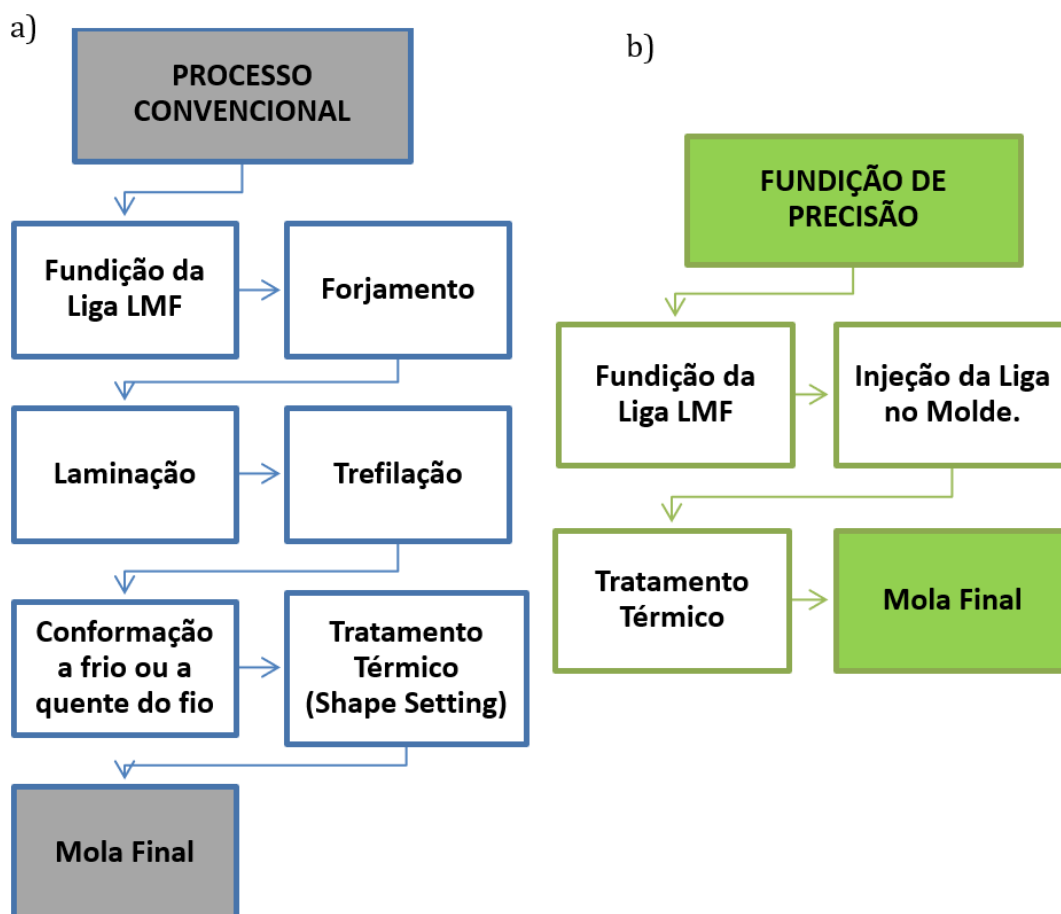 a)
PROCESSO
CONVENCIONAL
Fundição da
Liga LMF
Forjamento
Laminação
Trefilação
Conformação
a frio ou a
quente do fio
Tratamento
Térmico
(Shape Setting)
Mola Final
b)
FUNDIÇÃO DE
PRECISÃO
Fundição da
Liga LMF
Injeção da Liga
no Molde.
Tratamento
Térmico
Mola Final